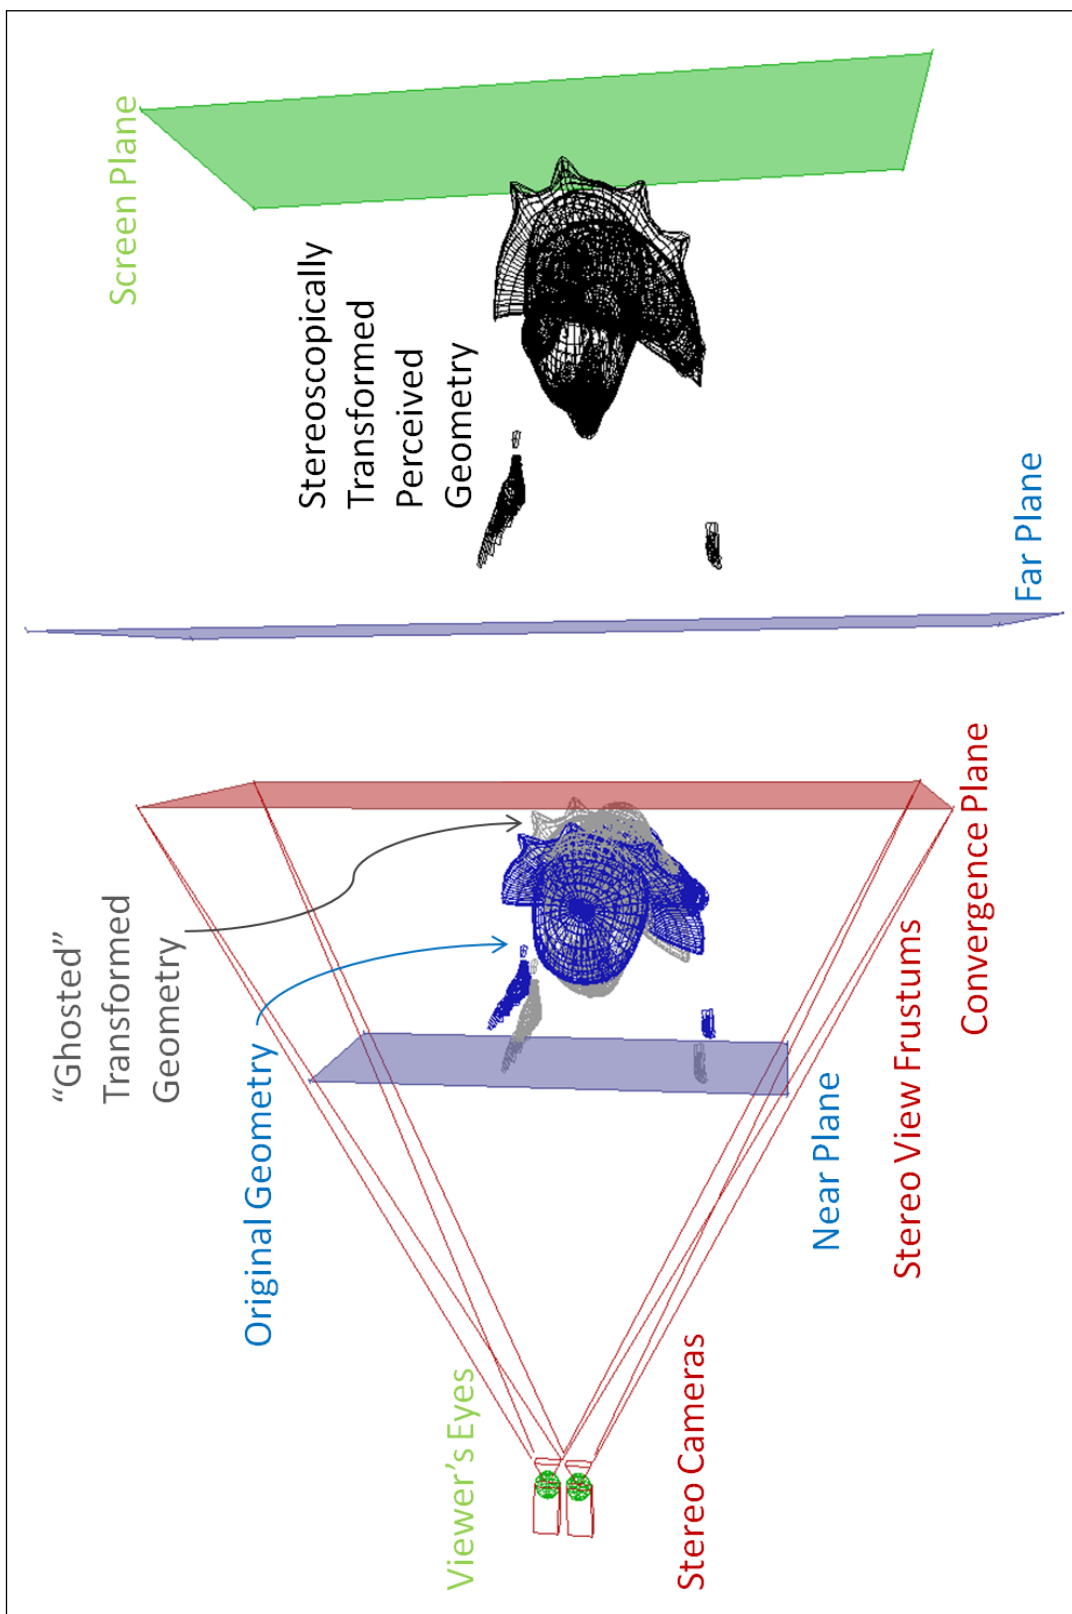 Screen Plane
Stereoscopically
Transformed
Perceived
Geometry
Far Plane
“Ghosted”
Transformed
Geometry
Original Geometry
Convergence Plane
Stereo View Frustums
Near Plane
Viewer’s Eyes
Stereo Cameras